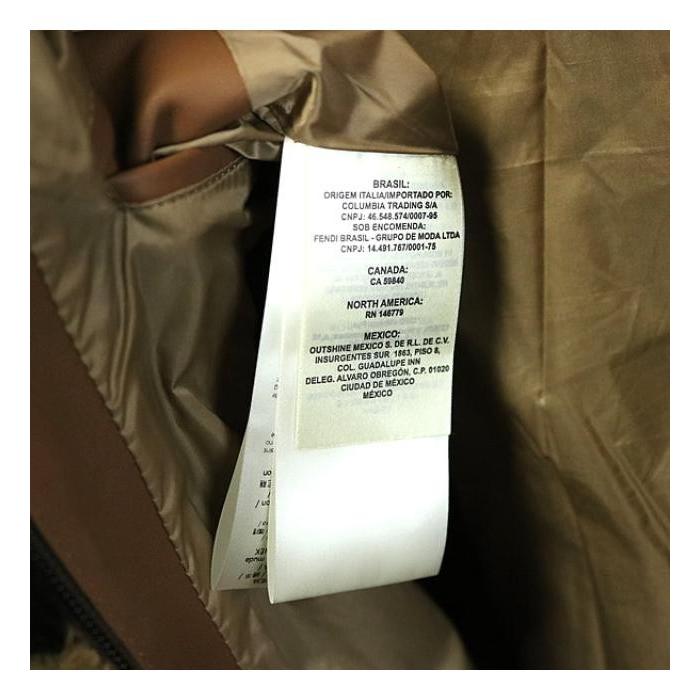 BRASIL:
ORIGEM ITALIA/IMPORTADO POR:
COLUMBIA TRADING S/A
CNPJ: 46.548.574/0007-95
SOB ENCOMENDA:
FENDI BRASIL - GRUPO DE MODA LTDA
CNPJ: 14.491.767/0001-75
CANADA:
CA 59840
NORTH AMERICA:
RN 146779
MEXICO:
OUTSHINE MEXICO S. DE R.L. DE C.V.
INSURGENTES SUR 1863, PISO 8,
COL. GUADALUPE INN
DELEG. ALVARO OBREGÓN, C.P. 01020
CIUDAD DE MÉXICO
MÉXICO